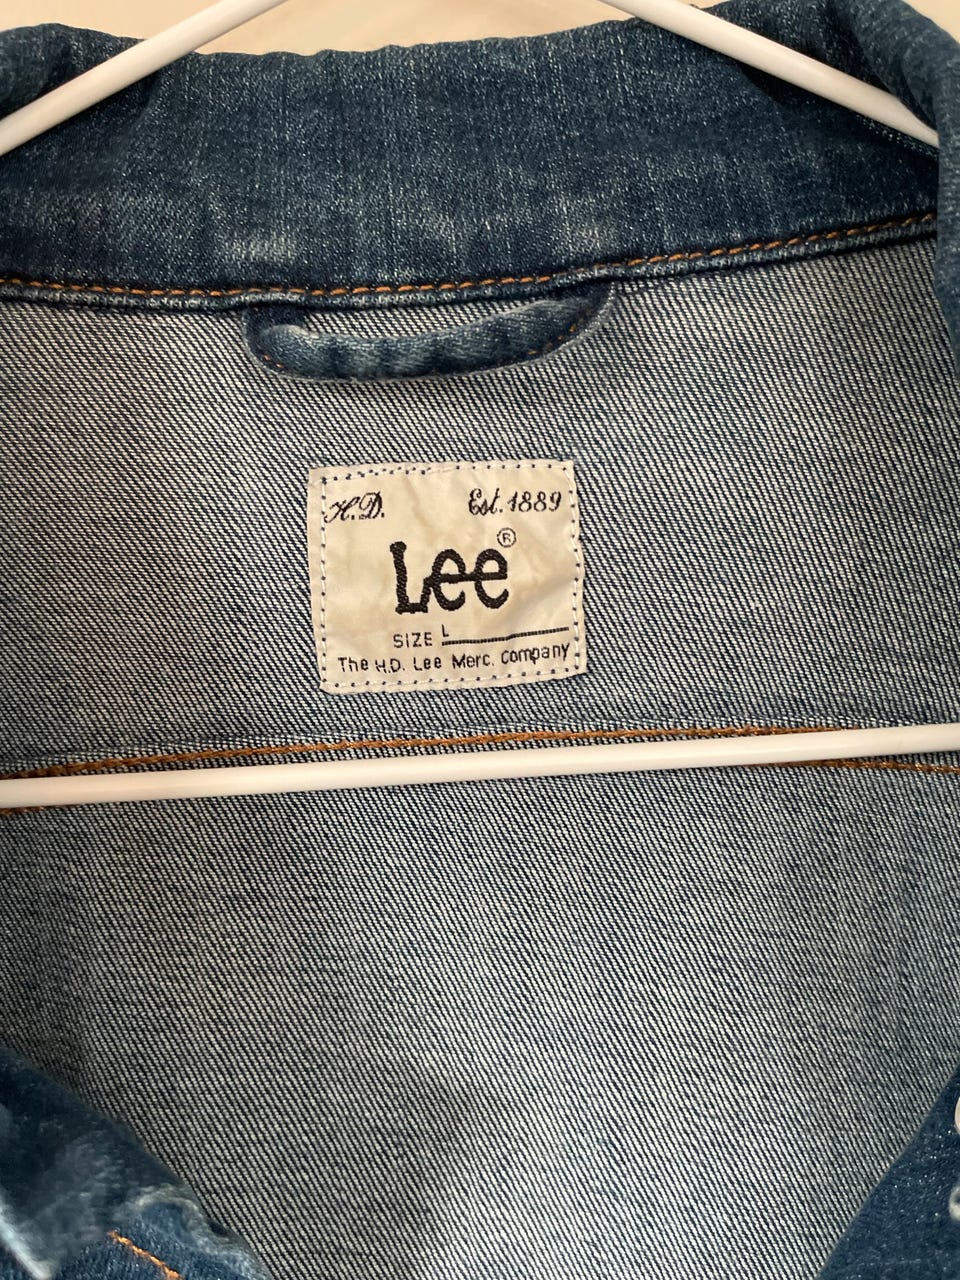 H.D. Est. 1889
Lee®
SIZE L
The H.D. Lee Merc. Company